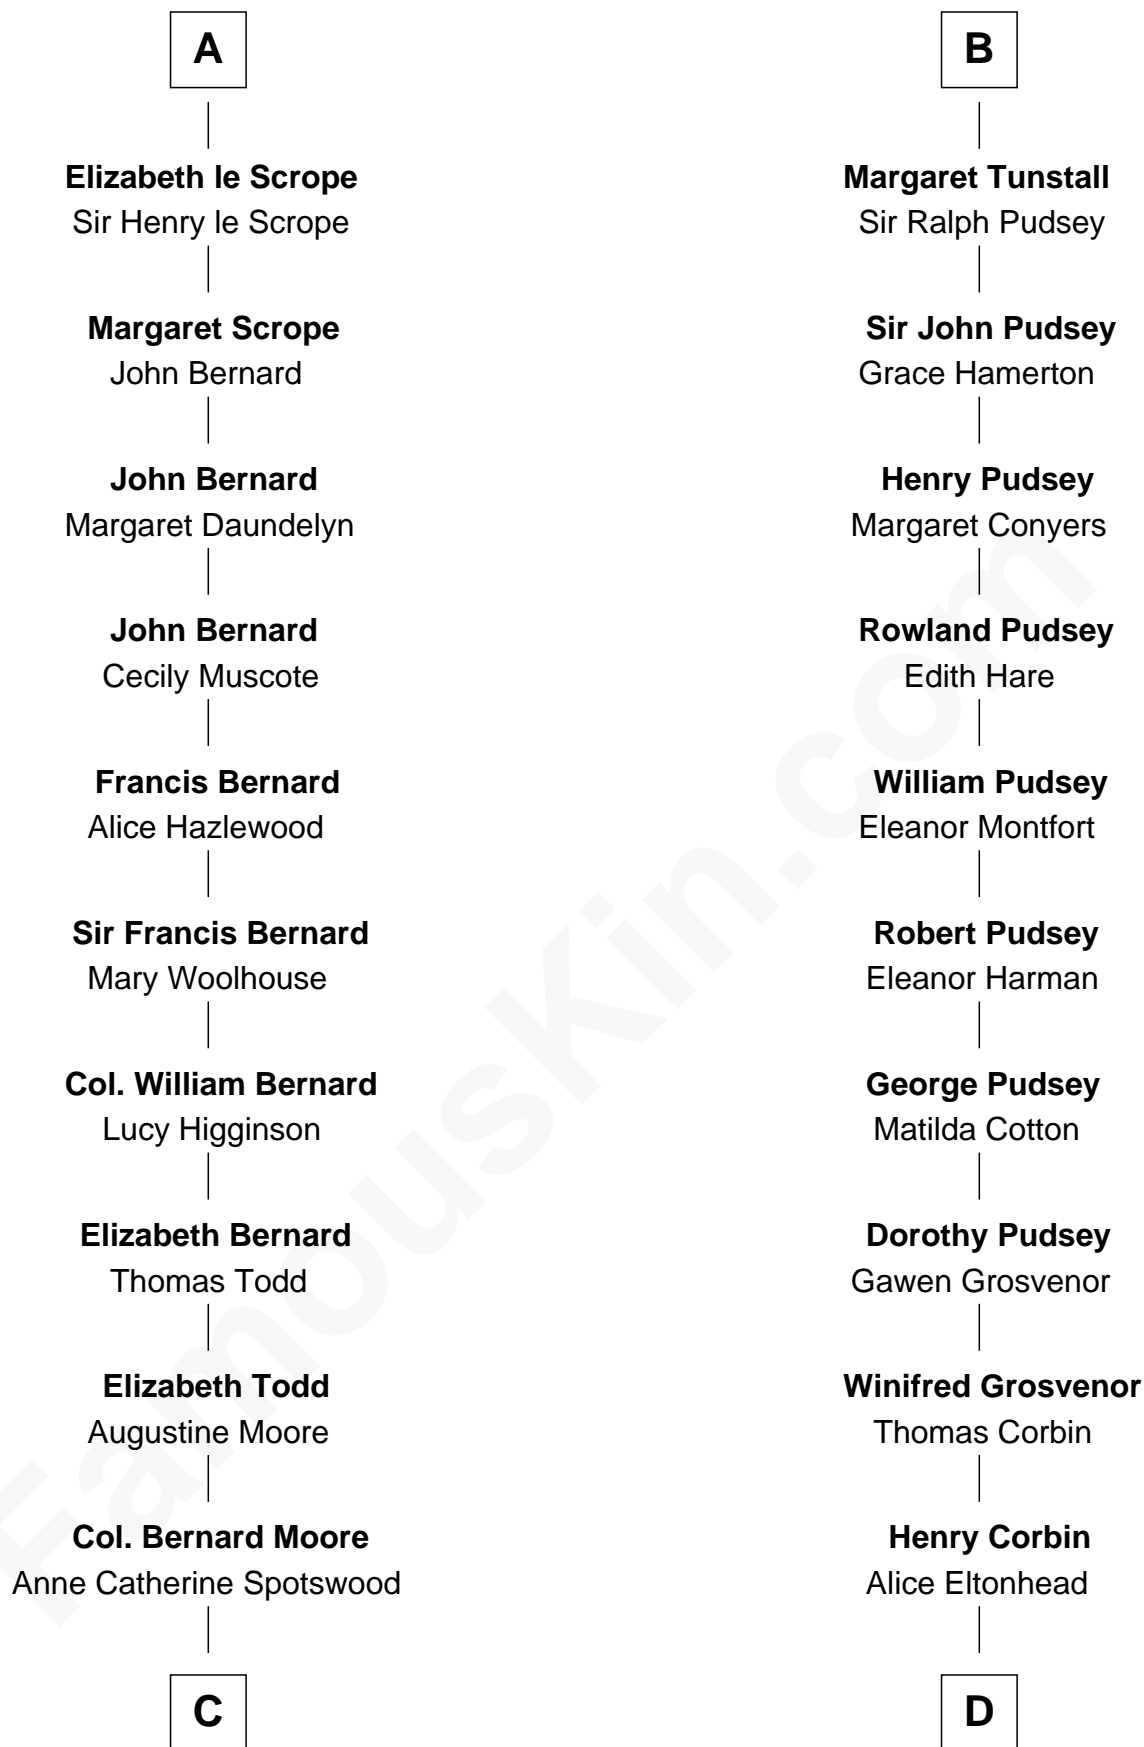 A
Elizabeth le Scrope
Sir Henry le Scrope
Margaret Scrope
John Bernard
John Bernard
Margaret Daundelyn
John Bernard
Cecily Muscote
Francis Bernard
Alice Hazlewood
Sir Francis Bernard
Mary Woolhouse
Col. William Bernard
Lucy Higginson
Elizabeth Bernard
Thomas Todd
Elizabeth Todd
Augustine Moore
Col. Bernard Moore
Anne Catherine Spotswood
C
B
Margaret Tunstall
Sir Ralph Pudsey
Sir John Pudsey
Grace Hamerton
Henry Pudsey
Margaret Conyers
Rowland Pudsey
Edith Hare
William Pudsey
Eleanor Montfort
Robert Pudsey
Eleanor Harman
George Pudsey
Matilda Cotton
Dorothy Pudsey
Gawen Grosvenor
Winifred Grosvenor
Thomas Corbin
Henry Corbin
Alice Eltonhead
D
FamousKin.com